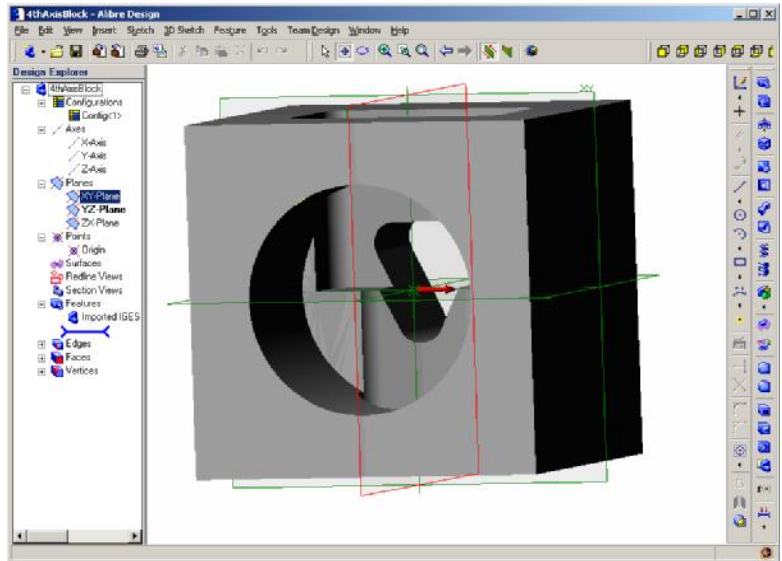 4thAxisBlock - Alibre Design
File Edit View Insert Sketch 3D Sketch Feature Tools Team Design Window Help
Design Explorer
4thAxisBlock
Configurations
Config<1>
Axes
X-Axis
Y-Axis
Z-Axis
Planes
XY-Plane
YZ-Plane
ZX-Plane
Points
Origin
Surfaces
Redline Views
Section Views
Features
Imported IGES
Edges
Faces
Vertices
XY